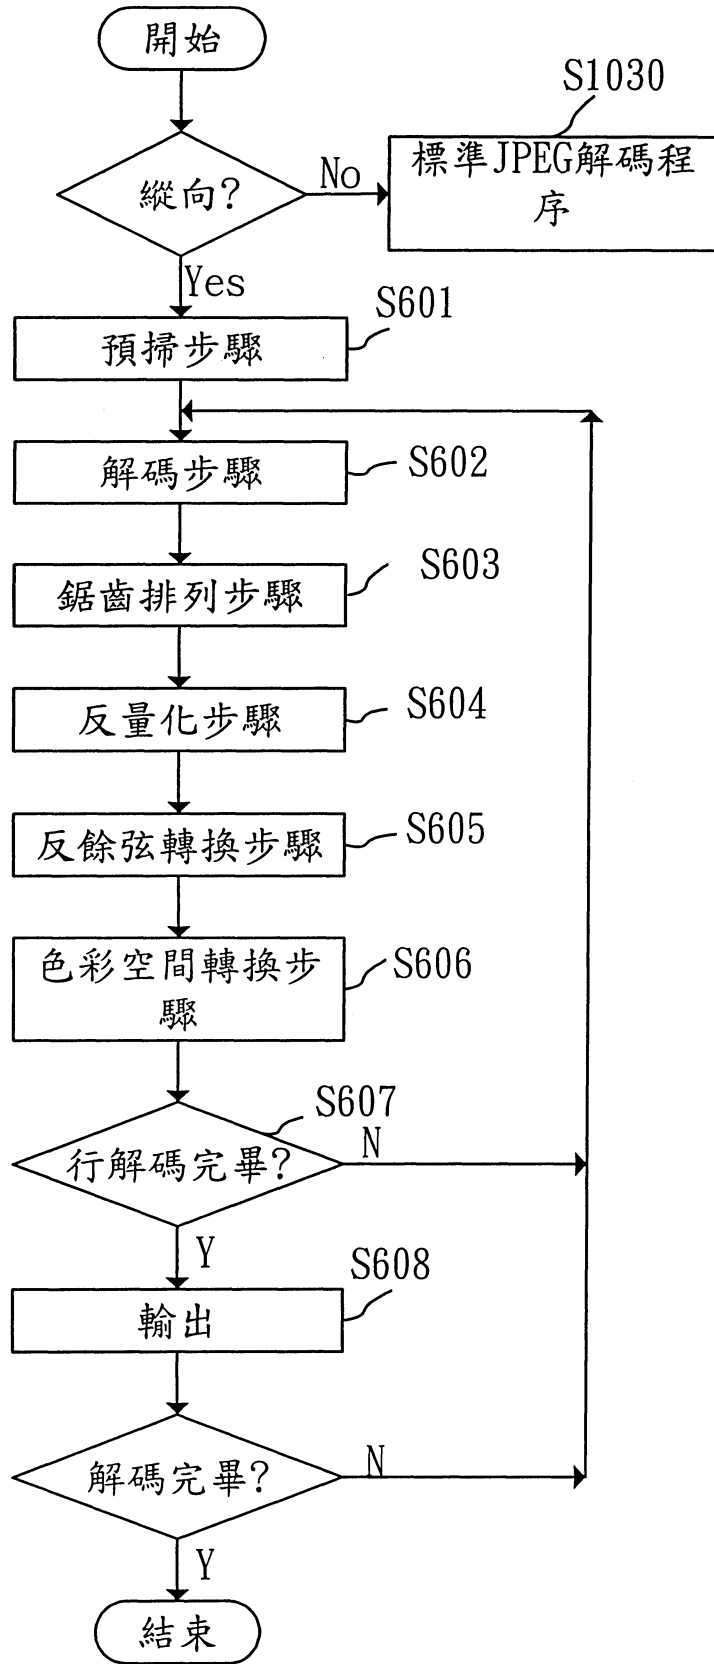 開始
S1030
標準JPEG解碼程
序
縱向?
No
Yes
S601
預掃步驟
解碼步驟
S602
鋸齒排列步驟
S603
反量化步驟
S604
反餘弦轉換步驟
S605
色彩空間轉換步
驟
S606
S607
行解碼完畢?
N
Y
S608
輸出
解碼完畢?
N
Y
結束